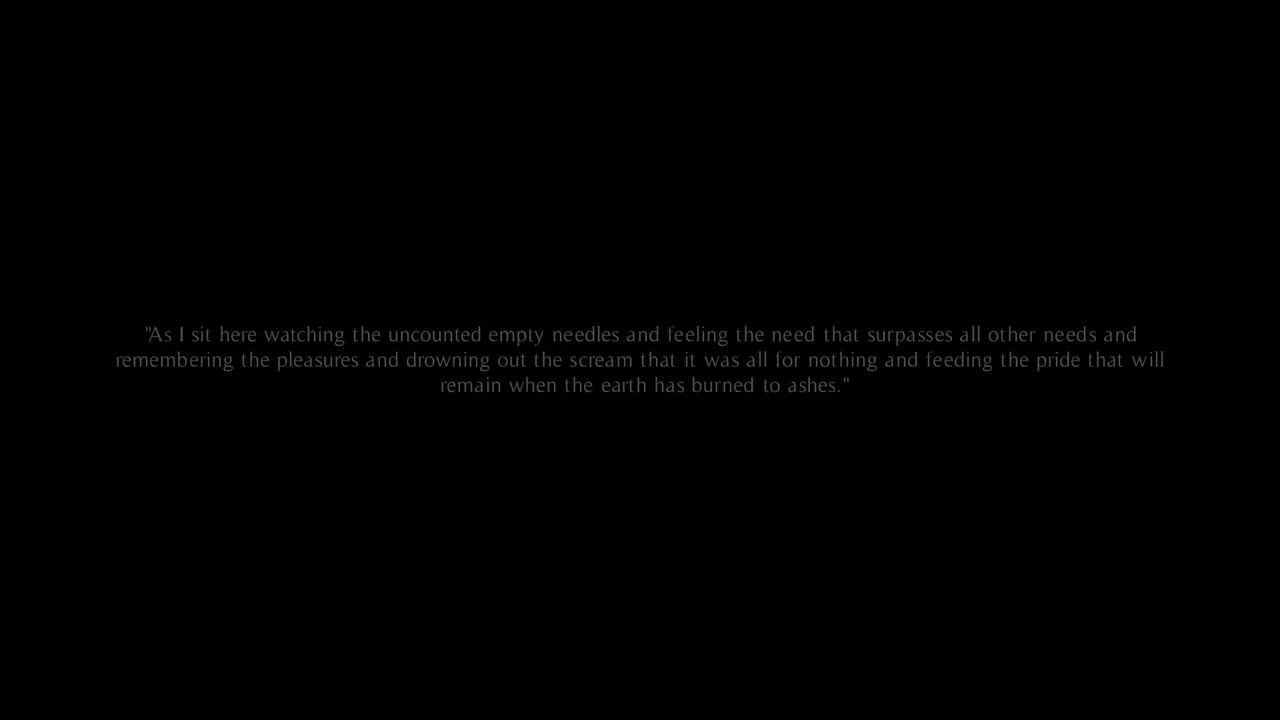 "As I sit here watching the uncounted empty needles and feeling the need that surpasses all other needs and
remembering the pleasures and drowning out the scream that it was all for nothing and feeding the pride that will
remain when the earth has burned to ashes."